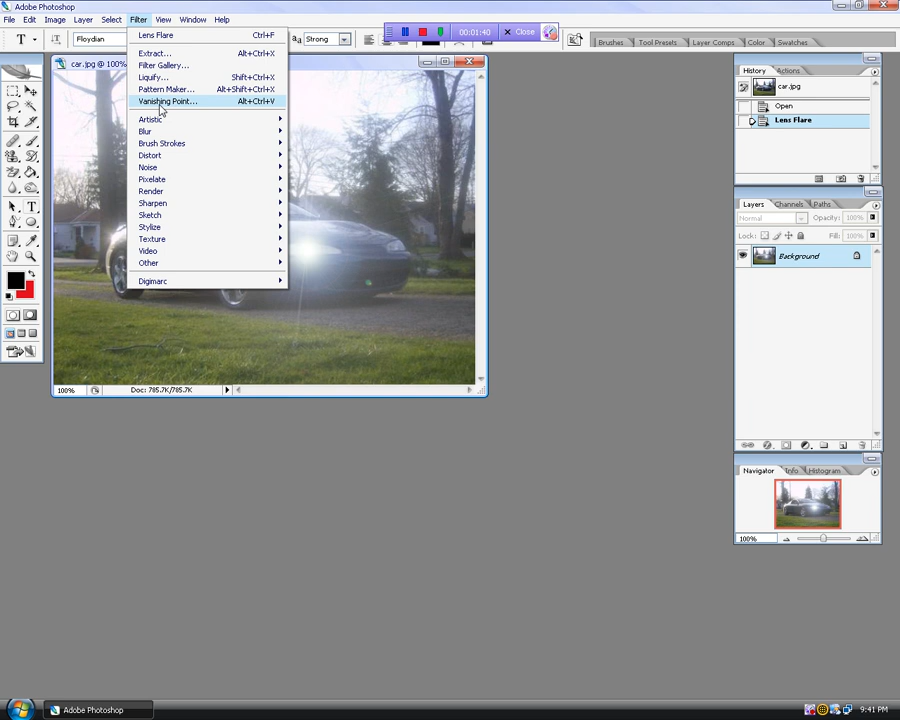 Adobe Photoshop
File Edit Image Layer Select Filter View Window Help
Floydian
aa Strong
00:01:40 Close
Brushes Tool Presets Layer Comps Color Swatches
car.jpg @ 100%
Lens Flare Ctrl+F
Extract... Alt+Ctrl+X
Filter Gallery...
Liquify... Shift+Ctrl+X
Pattern Maker... Alt+Shift+Ctrl+X
Vanishing Point... Alt+Ctrl+V
Artistic
Blur
Brush Strokes
Distort
Noise
Pixelate
Render
Sharpen
Sketch
Stylize
Texture
Video
Other
Digimarc
100% Doc: 785.7K/785.7K
History Actions
car.jpg
Open
Lens Flare
Layers Channels Paths
Normal Opacity: 100%
Lock: Fill: 100%
Background
Navigator Info Histogram
100%
Adobe Photoshop
9:41 PM